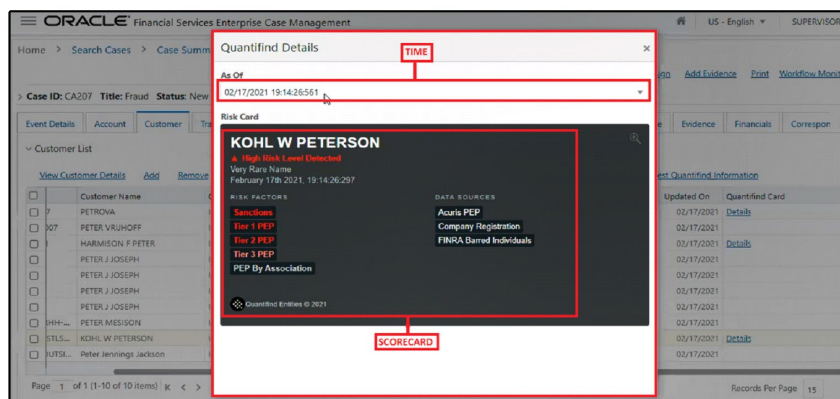 ORACLE Financial Services Enterprise Case Management
US - English
SUPERVISOR
Home > Search Cases > Case Summ
Add Evidence Print Workflow Monit
Case ID: CA207 Title: Fraud Status: New
Event Details Account Customer Evidence Financials Correspon
Customer List
View Customer Details Add Remove
Quantifind Information
Customer Name
Updated On Quantifind Card
PETROVA 02/17/2021 Details
PETER VRIJHOFF 02/17/2021
HARMISON F PETER 02/17/2021 Details
PETER J JOSEPH 02/17/2021
PETER J JOSEPH 02/17/2021
PETER J JOSEPH 02/17/2021
PETER J JOSEPH 02/17/2021
PETER MESISON 02/17/2021
KOHL W PETERSON 02/17/2021 Details
Peter Jennings Jackson 02/17/2021
Page 1 of 1 (1-10 of 10 items)
Records Per Page 15
Quantifind Details
TIME
As Of
02/17/2021 19:14:26:561
Risk Card
KOHL W PETERSON
High Risk Level Detected
Very Rare Name
February 17th 2021, 19:14:26:297
RISK FACTORS
Sanctions
Tier 1 PEP
Tier 2 PEP
Tier 3 PEP
PEP By Association
DATA SOURCES
Acuris PEP
Company Registration
FINRA Barred Individuals
Quantifind Entities © 2021
SCORECARD